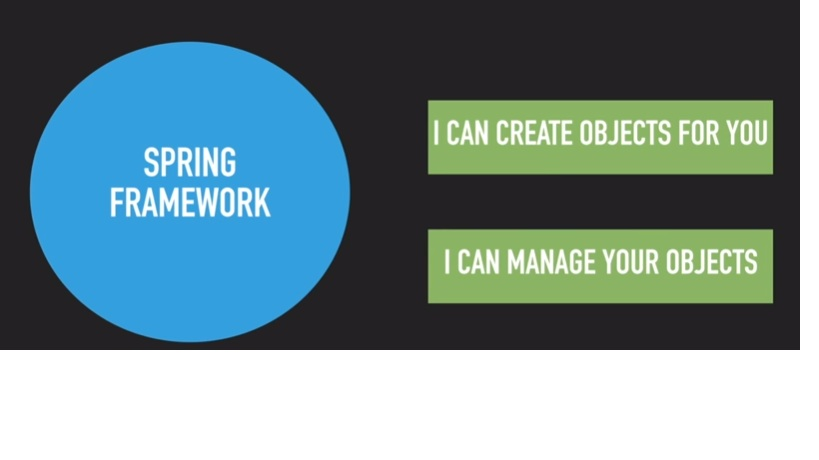 SPRING
FRAMEWORK
I CAN CREATE OBJECTS FOR YOU
I CAN MANAGE YOUR OBJECTS